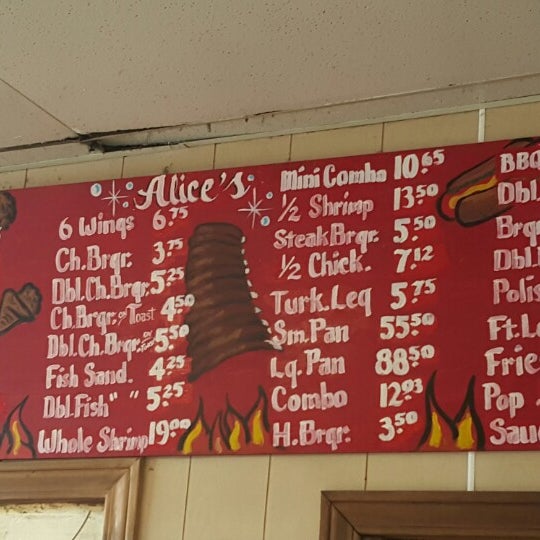 Alice's
6 Wings 6.75
Ch.Brgr. 3.75
Dbl.Ch.Brgr. 5.25
Ch.Brgr. on Toast 4.50
Dbl.Ch.Brgr. on Toast 5.50
Fish Sand. 4.25
Dbl.Fish " " 5.25
Whole Shrimp 19.00
Mini Combo 10.65
1/2 Shrimp 13.50
Steak Brgr. 5.50
1/2 Chick. 7.12
Turk.Leg 5.75
Sm.Pan 55.50
Lg.Pan 88.50
Combo 12.93
H.Brgr. 3.50
BBQ
Dbl.
Brgr
Dbl.
Polis
Ft.Lo
Frie
Pop
Sauc